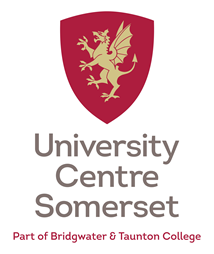 University
Centre
Somerset
Part of Bridgwater & Taunton College